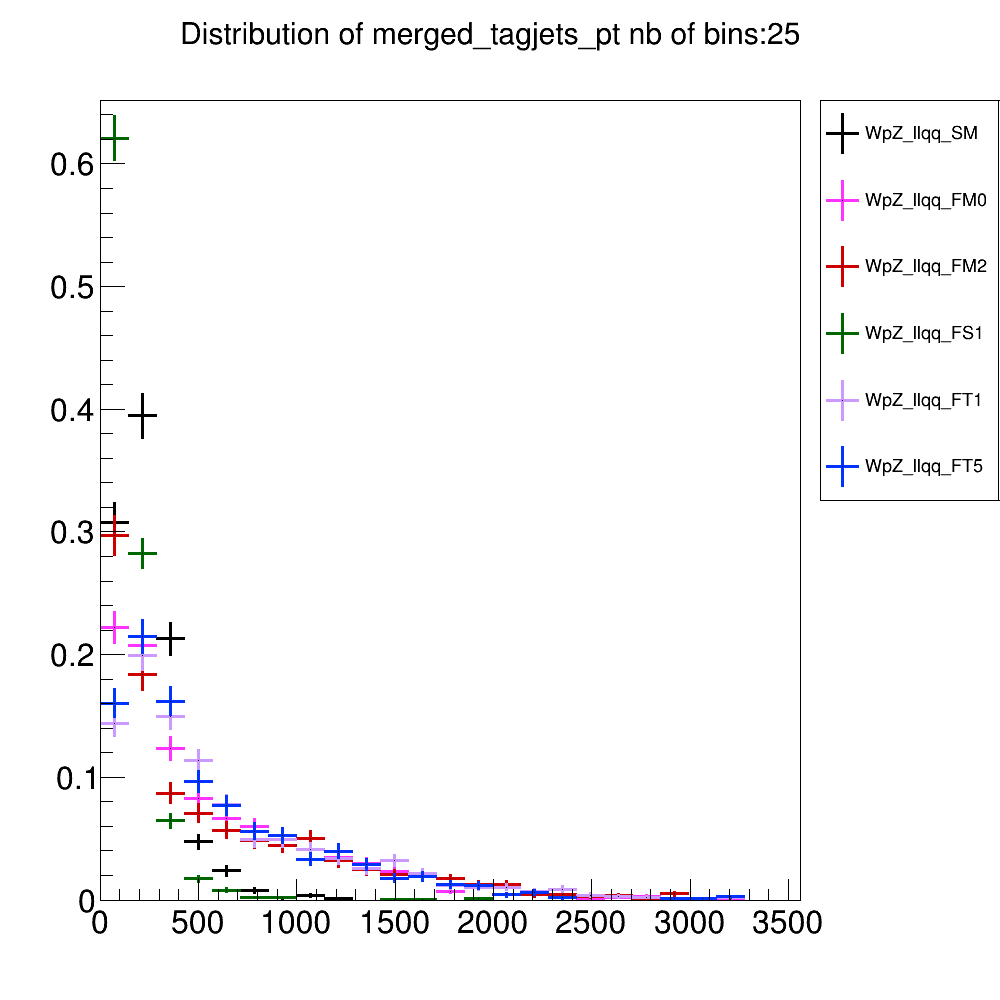 Distribution of merged_tagjets_pt nb of bins:25
WpZ_llqq_SM
WpZ_llqq_FM0
WpZ_llqq_FM2
WpZ_llqq_FS1
WpZ_llqq_FT1
WpZ_llqq_FT5
0.6
0.5
0.4
0.3
0.2
0.1
0
0 500 1000 1500 2000 2500 3000 3500